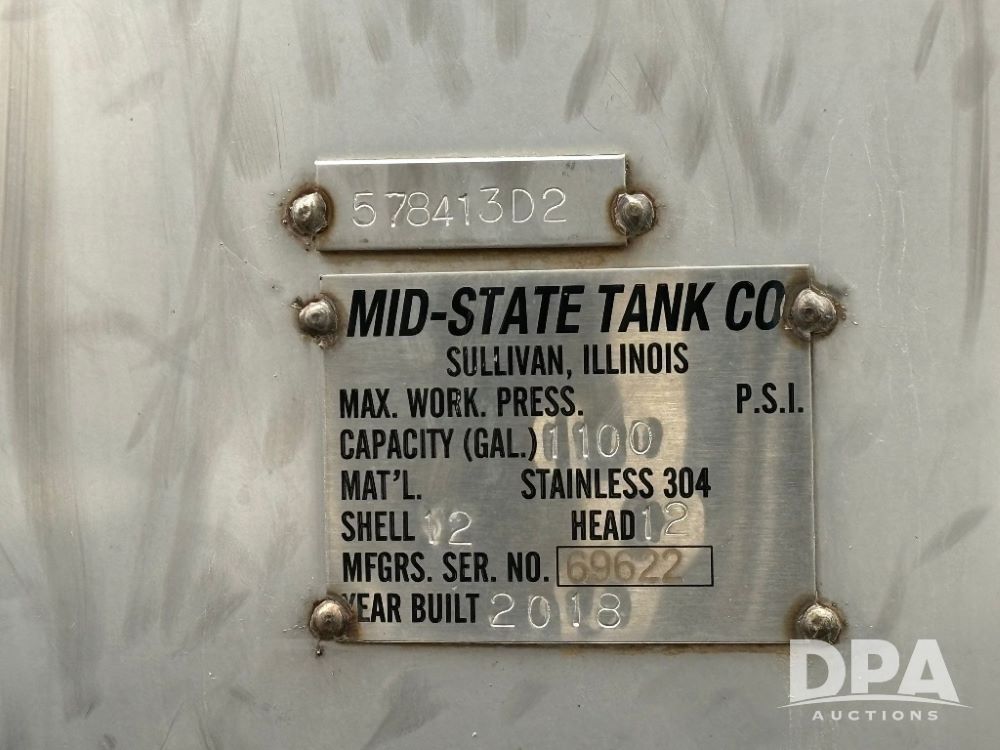 578413D2
MID-STATE TANK CO
SULLIVAN, ILLINOIS
MAX. WORK. PRESS. P.S.I.
CAPACITY (GAL.) 1100
MAT'L. STAINLESS 304
SHELL 12 HEAD 12
MFGRS. SER. NO. 69622
YEAR BUILT 2018
DPA
AUCTIONS